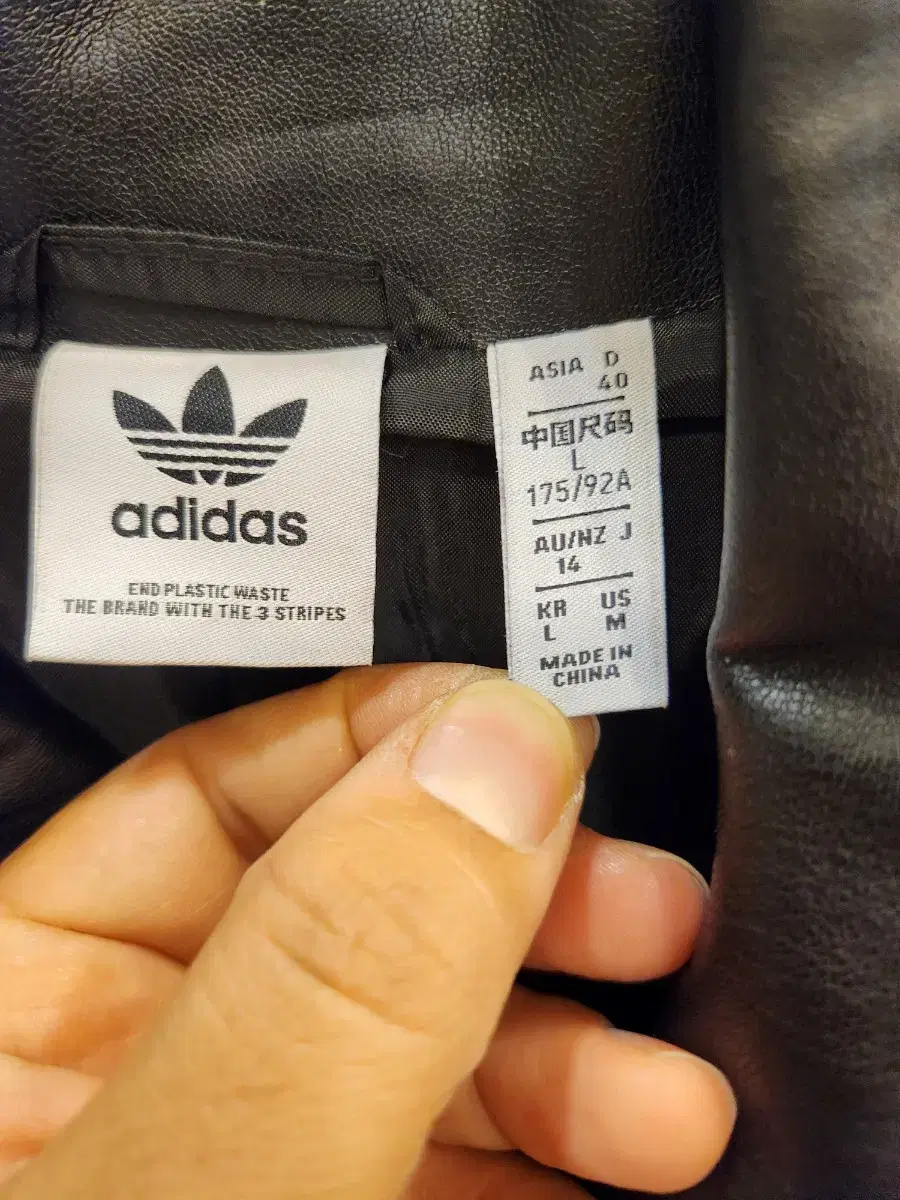 adidas
END PLASTIC WASTE
THE BRAND WITH THE 3 STRIPES
ASIA D
40
中国尺码
L
175/92A
AU/NZ J
14
KR US
L M
MADE IN
CHINA